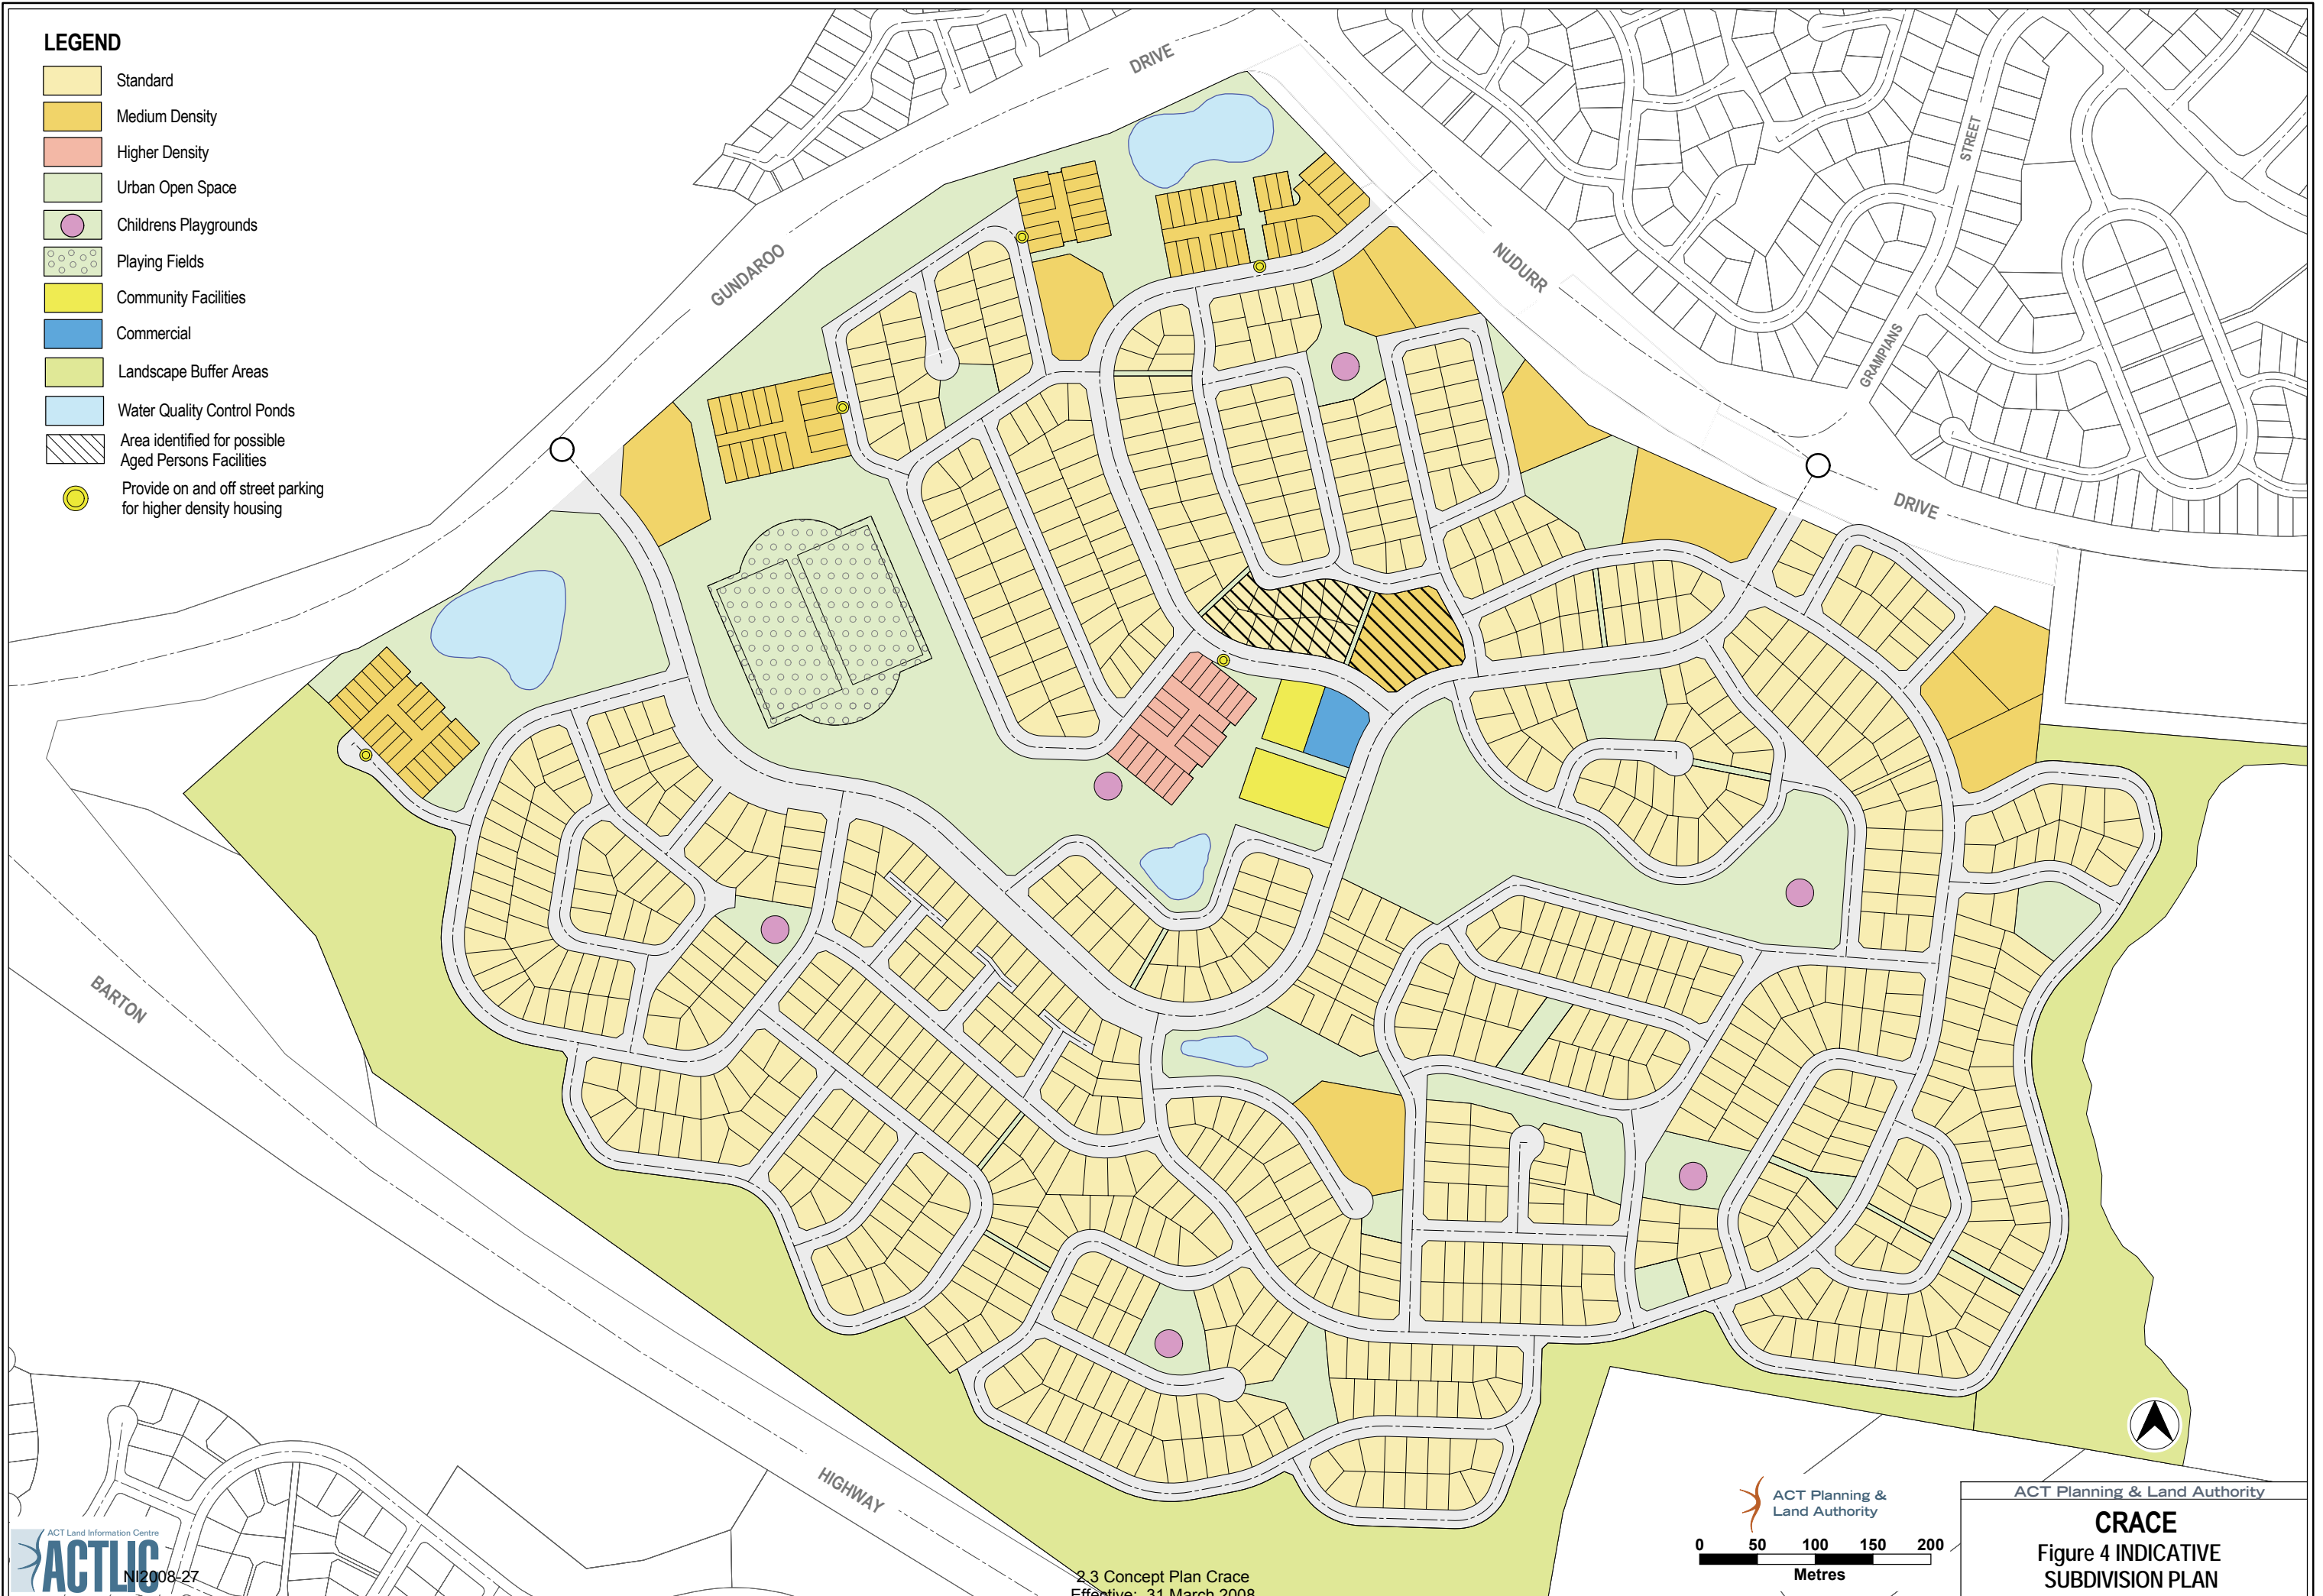 LEGEND
Standard
Medium Density
Higher Density
Urban Open Space
Childrens Playgrounds
Playing Fields
Community Facilities
Commercial
Landscape Buffer Areas
Water Quality Control Ponds
Area identified for possible
Aged Persons Facilities
Provide on and off street parking
for higher density housing
DRIVE
GUNDAROO
NUDURR
STREET
GRAMPIANS
DRIVE
BARTON
HIGHWAY
ACT Land Information Centre
ACTLIC
NI2008-27
2.3 Concept Plan Crace
Effective: 31 March 2008
ACT Planning &
Land Authority
0 50 100 150 200
Metres
ACT Planning & Land Authority
CRACE
Figure 4 INDICATIVE
SUBDIVISION PLAN